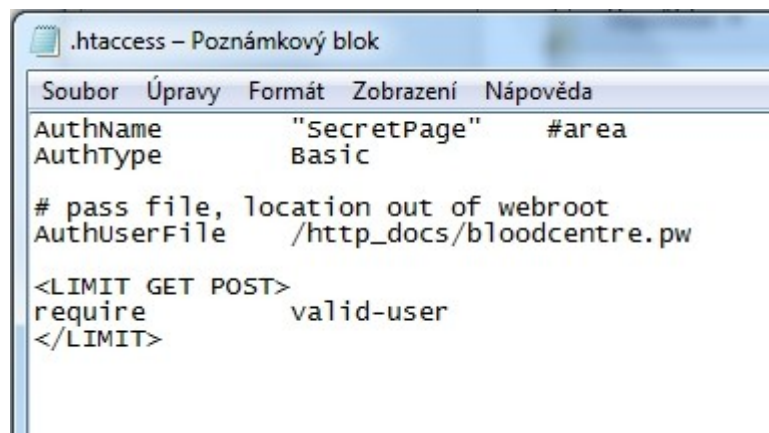 .htaccess – Poznámkový blok
Soubor Úpravy Formát Zobrazení Nápověda
AuthName "SecretPage" #area
AuthType Basic
# pass file, location out of webroot
AuthUserFile /http_docs/bloodcentre.pw
<LIMIT GET POST>
require valid-user
</LIMIT>